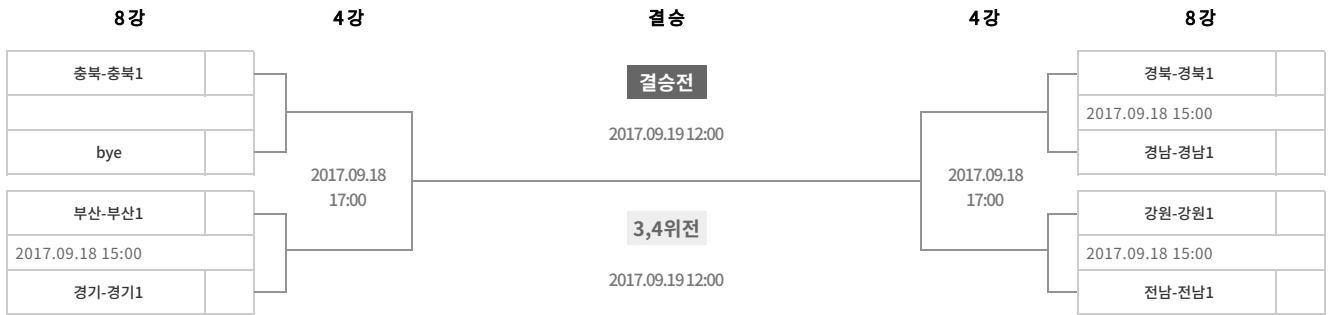 8강
4강
결승
4강
8강
충북-충북1
bye
부산-부산1
2017.09.18 15:00
경기-경기1
2017.09.18
17:00
결승전
2017.09.19 12:00
3,4위전
2017.09.19 12:00
2017.09.18
17:00
경북-경북1
2017.09.18 15:00
경남-경남1
강원-강원1
2017.09.18 15:00
전남-전남1